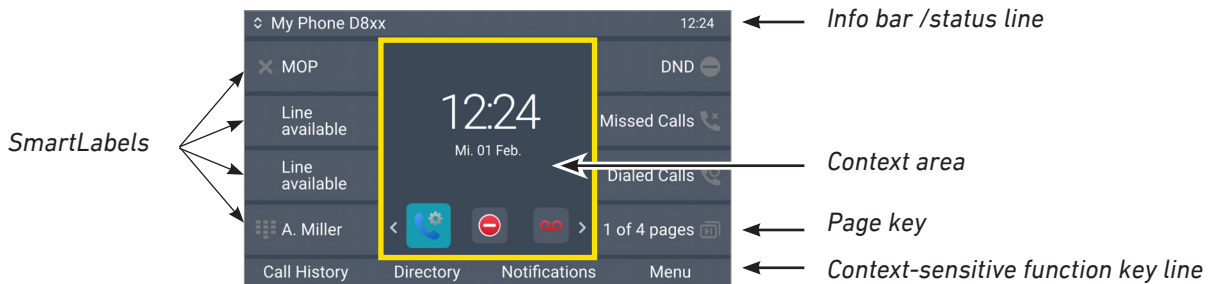 My Phone D8xx 12:24
Info bar /status line
MOP
DND
Line
available
12:24
Missed Calls
Mi. 01 Feb.
SmartLabels
Line
available
Dialed Calls
Context area
A. Miller
1 of 4 pages
Page key
Call History Directory Notifications Menu
Context-sensitive function key line